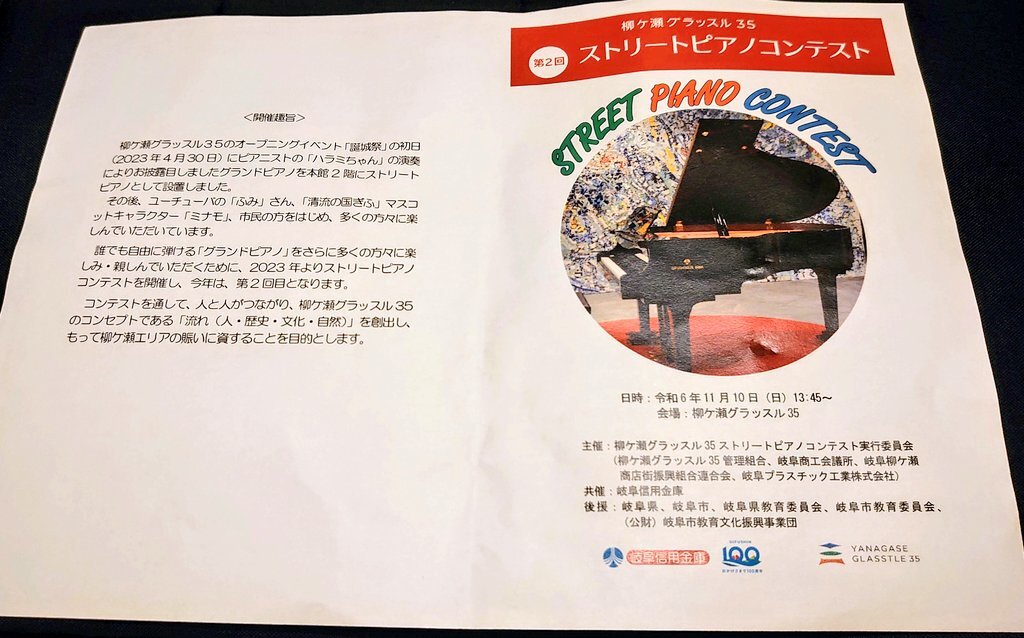 <開催趣旨>
柳ケ瀬グラッスル35のオープニングイベント「誕城祭」の初日
(2023年4月30日)にピアニストの「ハラミちゃん」の演奏
によりお披露目しましたグランドピアノを本館2階にストリート
ピアノとして設置しました。
その後、ユーチューバの「ふみ」さん、「清流の国ぎふ」マスコ
ットキャラクター「ミナモ」、市民の方をはじめ、多くの方々に楽
しんでいただいています。
誰でも自由に弾ける「グランドピアノ」をさらに多くの方々に楽
しみ・親しんでいただくために、2023年よりストリートピアノ
コンテストを開催し、今年は、第2回目となります。
コンテストを通して、人と人がつながり、柳ケ瀬グラッスル35
のコンセプトである「流れ(人・歴史・文化・自然)」を創出し、
もって柳ケ瀬エリアの賑いに資することを目的とします。
柳ケ瀬グラッスル35
第2回 ストリートピアノコンテスト
STREET PIANO CONTEST
日時:令和6年11月10日(日)13:45~
会場:柳ケ瀬グラッスル35
主催:柳ケ瀬グラッスル35ストリートピアノコンテスト実行委員会
(柳ケ瀬グラッスル35管理組合、岐阜商工会議所、岐阜柳ケ瀬
商店街振興組合連合会、岐阜プラスチック工業株式会社)
共催:岐阜信用金庫
後援:岐阜県、岐阜市、岐阜県教育委員会、岐阜市教育委員会、
(公財)岐阜市教育文化振興事業団
岐阜信用金庫
GIFUSHIN
100
おかげさまで100周年
YANAGASE
GLASSTLE 35